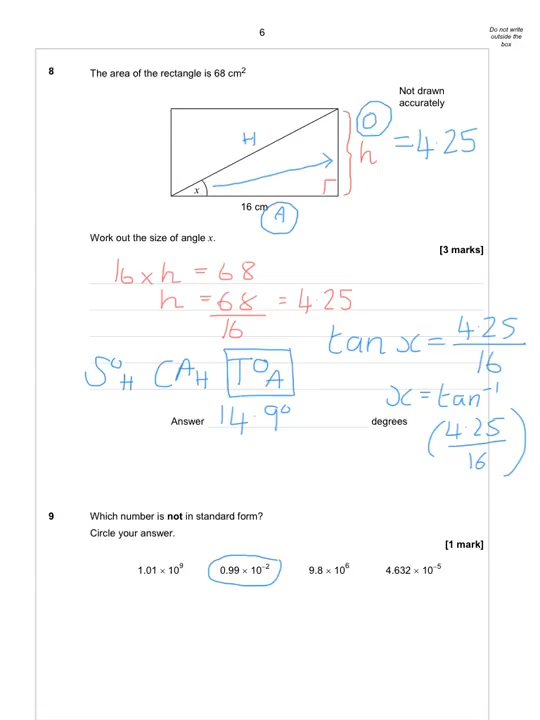 6
Do not write
outside the
box
8 The area of the rectangle is 68 cm²
Not drawn
accurately
H
O
h = 4.25
x
16 cm A
Work out the size of angle x.
[3 marks]
16 × h = 68
h = 68/16 = 4.25
tan x = 4.25/16
SOH CAH TOA
x = tan⁻¹
(4.25/16)
Answer 14.9° degrees
9 Which number is not in standard form?
Circle your answer.
[1 mark]
1.01 × 10⁹ 0.99 × 10⁻² 9.8 × 10⁶ 4.632 × 10⁻⁵